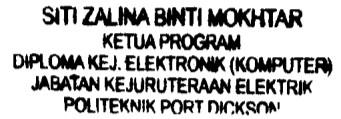 SITI ZALINA BINTI MOKHTAR
KETUA PROGRAM
DIPLOMA KEJ. ELEKTRONIK (KOMPUTER)
JABATAN KEJURUTERAAN ELEKTRIK
POLITEKNIK PORT DICKSON